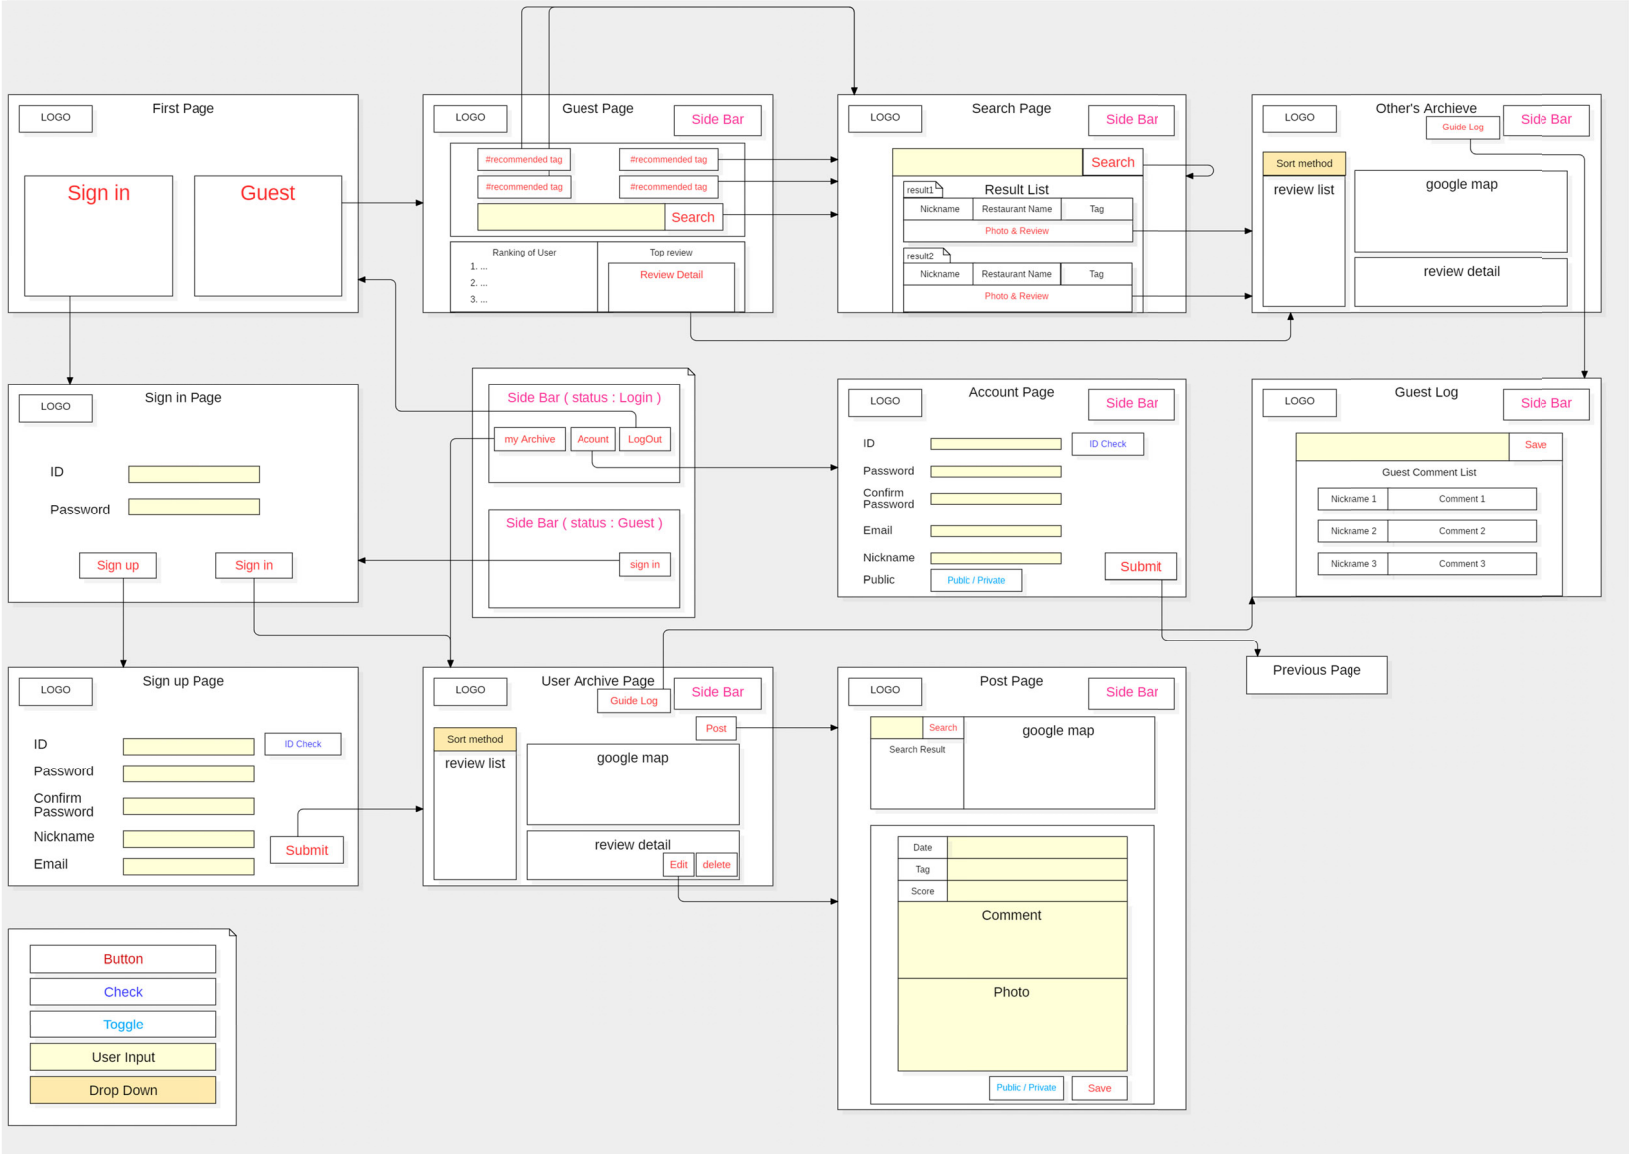 First Page
LOGO
Sign in
Guest
Guest Page
LOGO
Side Bar
#recommended tag
#recommended tag
#recommended tag
#recommended tag
Search
Ranking of User
1. ...
2. ...
3. ...
Top review
Review Detail
Search Page
LOGO
Side Bar
Search
Result List
result1
Nickname
Restaurant Name
Tag
Photo & Review
result2
Nickname
Restaurant Name
Tag
Photo & Review
Other's Archieve
LOGO
Guide Log
Side Bar
Sort method
review list
google map
review detail
Sign in Page
LOGO
ID
Password
Sign up
Sign in
Side Bar ( status : Login )
my Archive
Acount
LogOut
Side Bar ( status : Guest )
sign in
Account Page
LOGO
Side Bar
ID
ID Check
Password
Confirm
Password
Email
Nickname
Public
Public / Private
Submit
Guest Log
LOGO
Side Bar
Save
Guest Comment List
Nickrame 1
Comment 1
Nickrame 2
Comment 2
Nickrame 3
Comment 3
Previous Page
Sign up Page
LOGO
ID
ID Check
Password
Confirm
Password
Nickname
Email
Submit
User Archive Page
LOGO
Guide Log
Side Bar
Post
Sort method
review list
google map
review detail
Edit
delete
Post Page
LOGO
Side Bar
Search
Search Result
google map
Date
Tag
Score
Comment
Photo
Public / Private
Save
Button
Check
Toggle
User Input
Drop Down